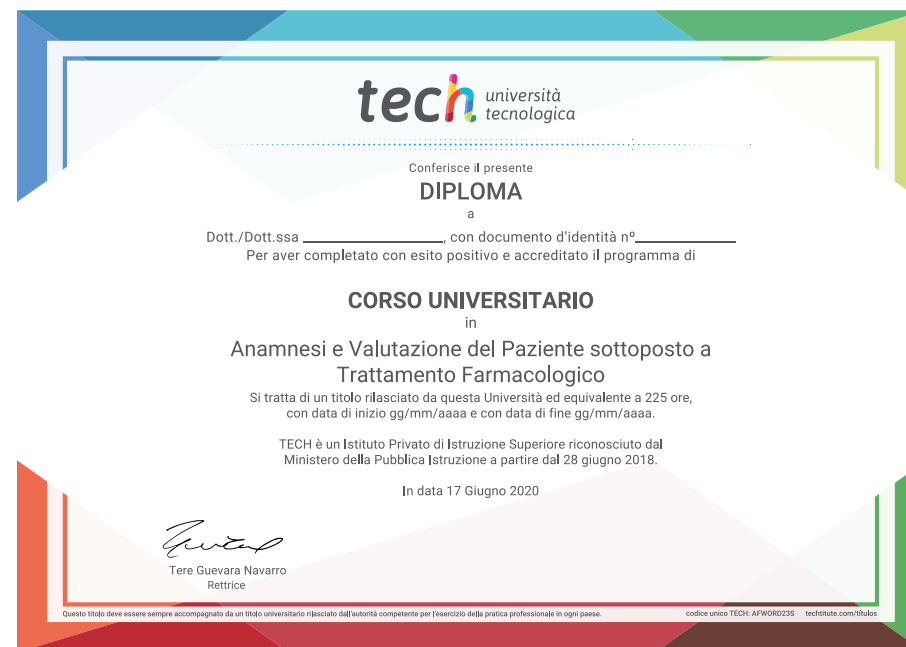 tech università
tecnologica
Conferisce il presente
DIPLOMA
a
Dott./Dott.ssa ________________, con documento d'identità nº____________
Per aver completato con esito positivo e accreditato il programma di
CORSO UNIVERSITARIO
in
Anamnesi e Valutazione del Paziente sottoposto a
Trattamento Farmacologico
Si tratta di un titolo rilasciato da questa Università ed equivalente a 225 ore,
con data di inizio gg/mm/aaaa e con data di fine gg/mm/aaaa.
TECH è un Istituto Privato di Istruzione Superiore riconosciuto dal
Ministero della Pubblica Istruzione a partire dal 28 giugno 2018.
In data 17 Giugno 2020
Tere Guevara Navarro
Rettrice
Questo titolo deve essere sempre accompagnato da un titolo universitario rilasciato dall'autorità competente per l'esercizio della pratica professionale in ogni paese. codice unico TECH: AFWORD23S techtitute.com/titulos